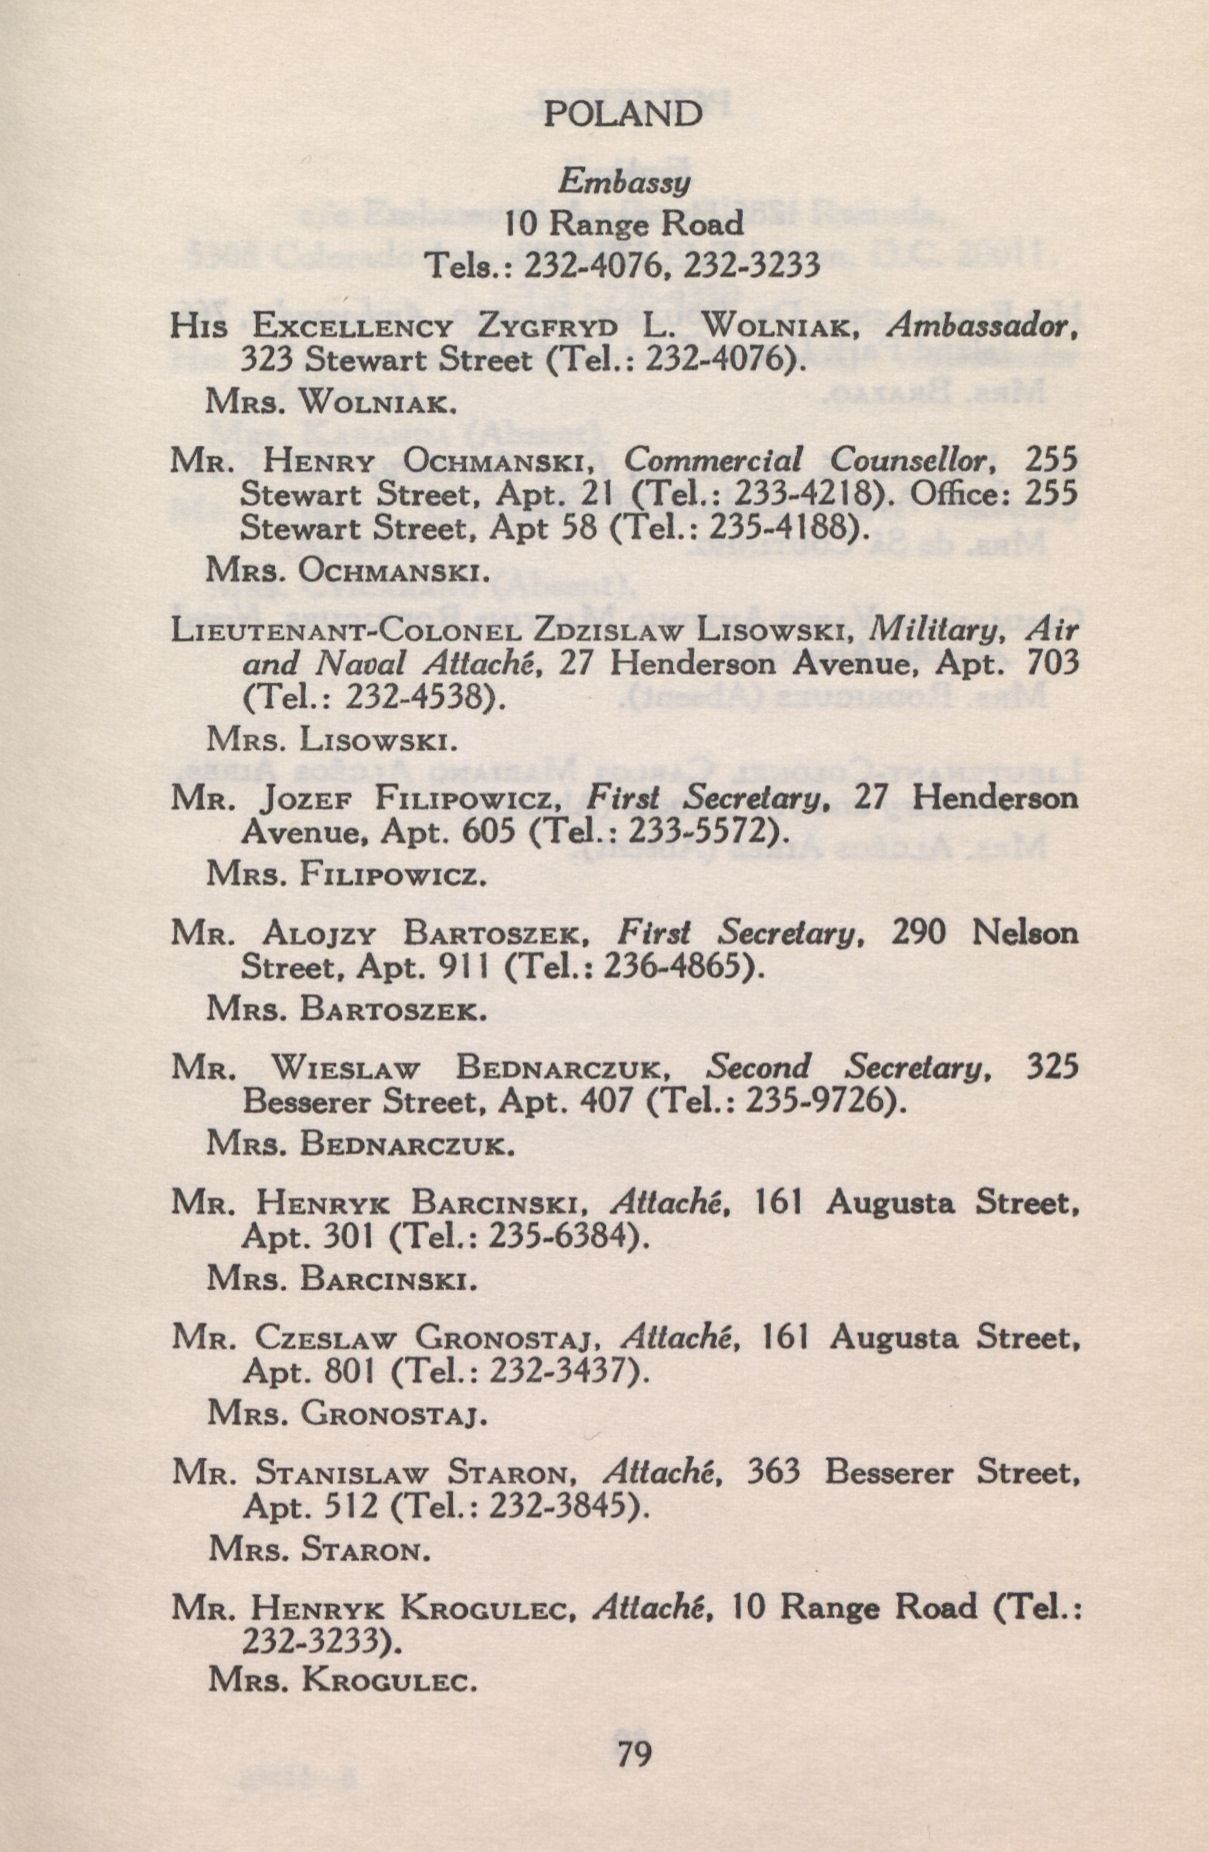 POLAND
Embassy
10 Range Road
Tels.: 232-4076, 232-3233
HIS EXCELLENCY ZYGFRYD L. WOLNIAK, Ambassador,
323 Stewart Street (Tel.: 232-4076).
MRS. WOLNIAK.
MR. HENRY OCHMANSKI, Commercial Counsellor, 255
Stewart Street, Apt. 21 (Tel.: 233-4218). Office: 255
Stewart Street, Apt 58 (Tel.: 235-4188).
MRS. OCHMANSKI.
LIEUTENANT-COLONEL ZDZISLAW LISOWSKI, Military, Air
and Naval Attaché, 27 Henderson Avenue, Apt. 703
(Tel.: 232-4538).
MRS. LISOWSKI.
MR. JOZEF FILIPOWICZ, First Secretary, 27 Henderson
Avenue, Apt. 605 (Tel.: 233-5572).
MRS. FILIPOWICZ.
MR. ALOJZY BARTOSZEK, First Secretary, 290 Nelson
Street, Apt. 911 (Tel.: 236-4865).
MRS. BARTOSZEK.
MR. WIESLAW BEDNARCZUK, Second Secretary, 325
Besserer Street, Apt. 407 (Tel.: 235-9726).
MRS. BEDNARCZUK.
MR. HENRYK BARCINSKI, Attaché, 161 Augusta Street,
Apt. 301 (Tel.: 235-6384).
MRS. BARCINSKI.
MR. CZESLAW GRONOSTAJ, Attaché, 161 Augusta Street,
Apt. 801 (Tel.: 232-3437).
MRS. GRONOSTAJ.
MR. STANISLAW STARON, Attaché, 363 Besserer Street,
Apt. 512 (Tel.: 232-3845).
MRS. STARON.
MR. HENRYK KROGULEC, Attaché, 10 Range Road (Tel.:
232-3233).
MRS. KROGULEC.
79